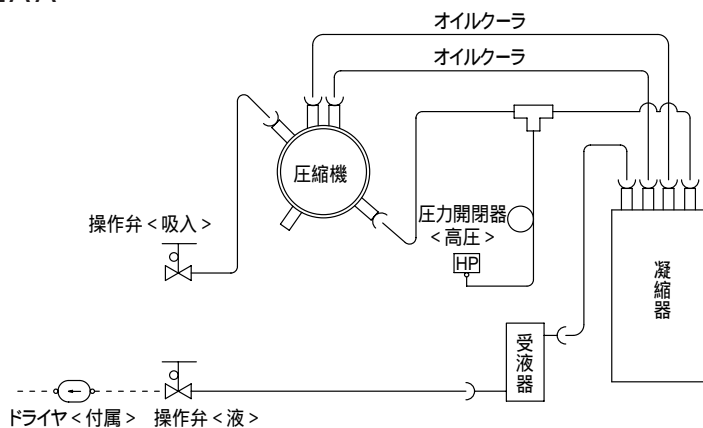 オイルクーラ
オイルクーラ
圧縮機
操作弁＜吸入＞
圧力開閉器
＜高圧＞
HP
凝縮器
受液器
ドライヤ＜付属＞
操作弁＜液＞